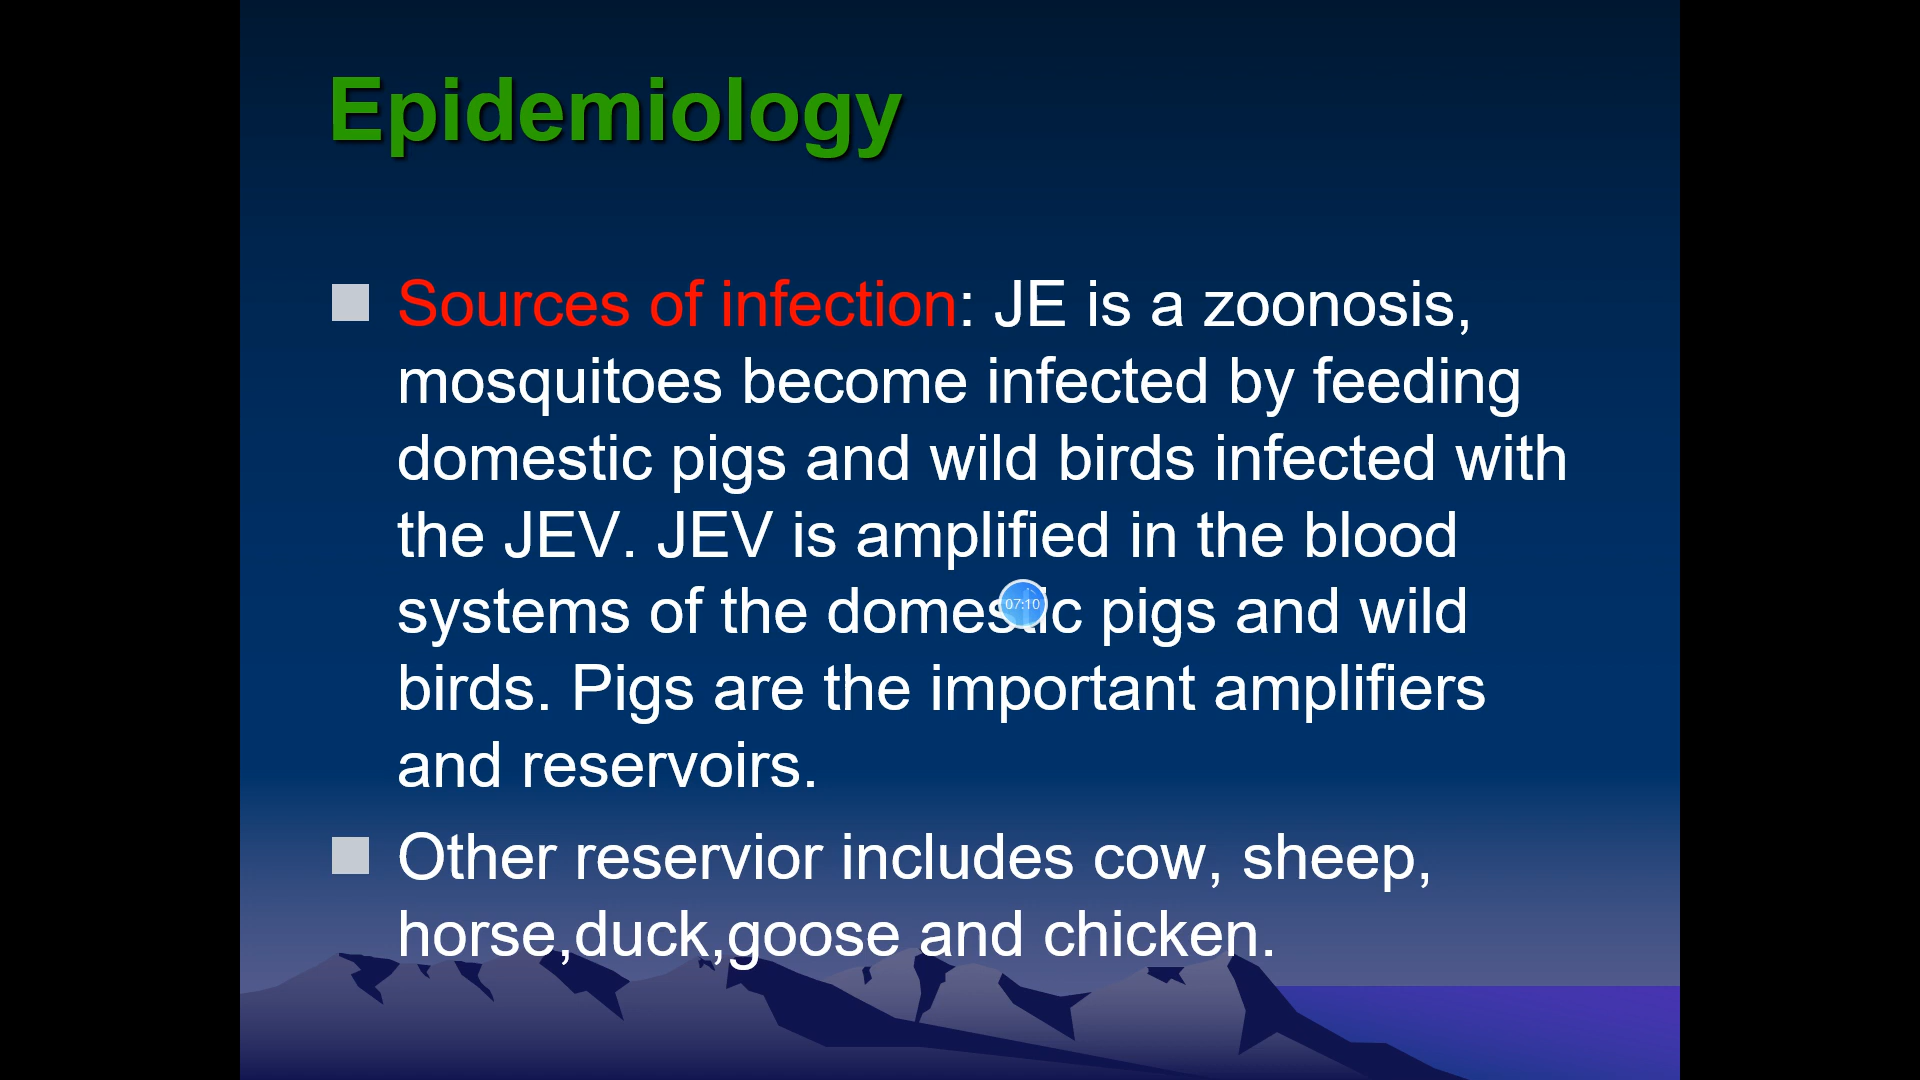 Epidemiology
Sources of infection: JE is a zoonosis,
mosquitoes become infected by feeding
domestic pigs and wild birds infected with
the JEV. JEV is amplified in the blood
systems of the domestic pigs and wild
07:10
birds. Pigs are the important amplifiers
and reservoirs.
Other reservior includes cow, sheep,
horse,duck,goose and chicken.